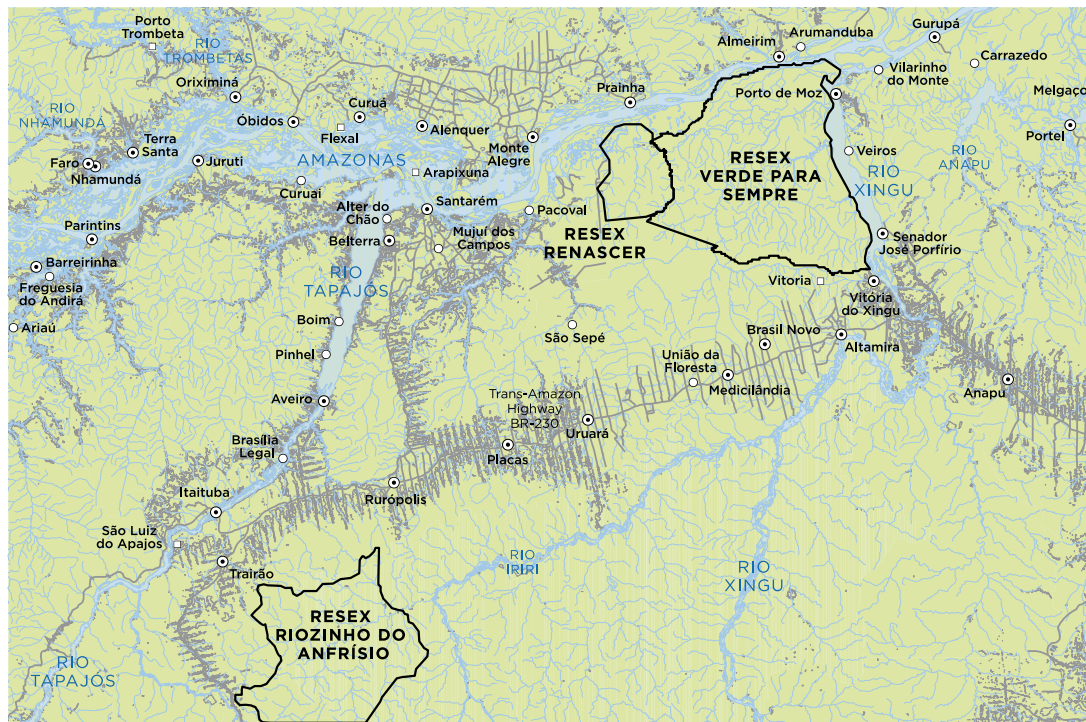 Porto
Trombeta
RIO
TROMBETAS
Oriximiná
RIO
NHAMUNDÁ
Óbidos
Curuá
Flexal
Alenquer
Terra
Santa
Faro
Nhamundá
Juruti
AMAZONAS
Curuai
Arapixuna
Monte
Alegre
Prainha
Almeirim
Arumanduba
Gurupá
Carrazedo
Vilarinho
do Monte
Porto de Moz
Melgaço
Portel
RIO
ANAPU
Veiros
RIO
XINGU
RESEX
VERDE PARA
SEMPRE
RESEX
RENASCER
Pacoval
Santarém
Alter do
Chão
Belterra
Mujuí dos
Campos
Parintins
Barreirinha
Freguesia
do Andirá
Ariaú
RIO
TAPAJÓS
Boim
Pinhel
Aveiro
São Sepé
Senador
José Porfírio
Vitoria
Vitória
do Xingu
Brasil Novo
Altamira
União da
Floresta
Medicilândia
Anapu
Trans-Amazon
Highway
BR-230
Uruará
Placas
Brasília
Legal
Itaituba
Rurópolis
São Luiz
do Apajos
Trairão
RIO
IRIRI
RIO
XINGU
RESEX
RIOZINHO DO
ANFRÍSIO
RIO
TAPAJÓS